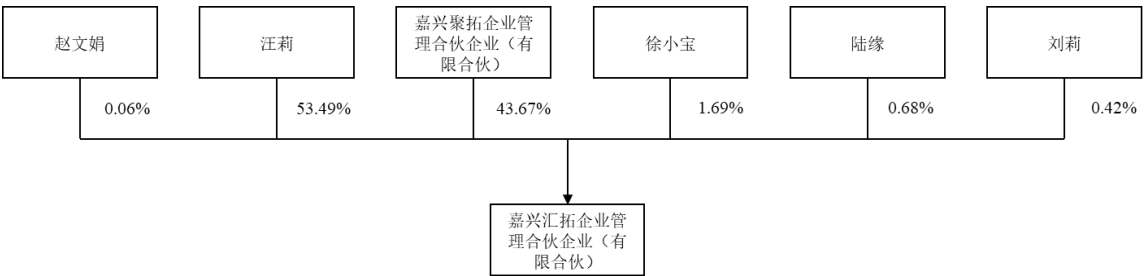 赵文娟
汪莉
嘉兴聚拓企业管
理合伙企业（有
限合伙）
徐小宝
陆缘
刘莉
0.06%
53.49%
43.67%
1.69%
0.68%
0.42%
嘉兴汇拓企业管
理合伙企业（有
限合伙）